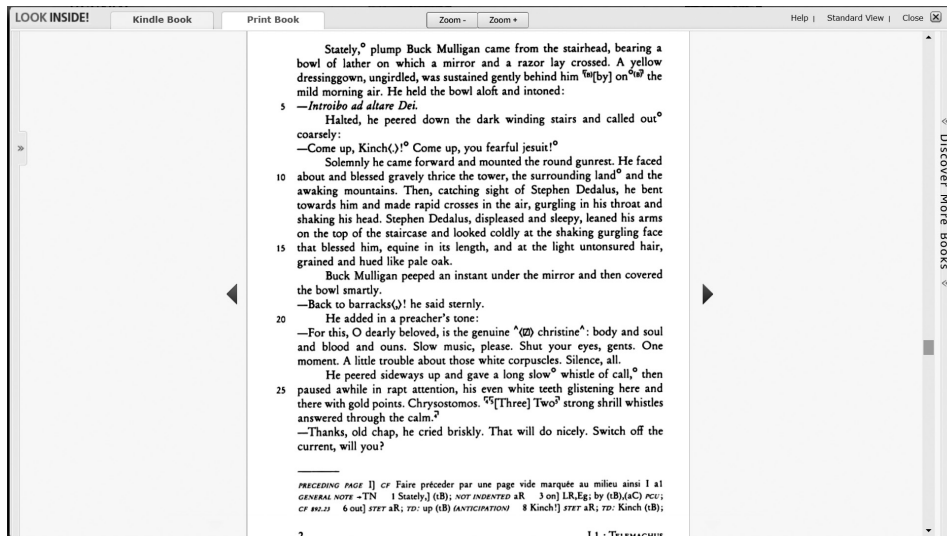 LOOK INSIDE! Kindle Book Print Book Zoom - Zoom + Help | Standard View | Close
Stately,° plump Buck Mulligan came from the stairhead, bearing a
bowl of lather on which a mirror and a razor lay crossed. A yellow
dressinggown, ungirdled, was sustained gently behind him ⌜(B)[by] on°(B)⌝ the
mild morning air. He held the bowl aloft and intoned:
5 —Introibo ad altare Dei.
Halted, he peered down the dark winding stairs and called out°
coarsely:
—Come up, Kinch⟨.⟩!° Come up, you fearful jesuit!°
Solemnly he came forward and mounted the round gunrest. He faced
10 about and blessed gravely thrice the tower, the surrounding land° and the
awaking mountains. Then, catching sight of Stephen Dedalus, he bent
towards him and made rapid crosses in the air, gurgling in his throat and
shaking his head. Stephen Dedalus, displeased and sleepy, leaned his arms
on the top of the staircase and looked coldly at the shaking gurgling face
15 that blessed him, equine in its length, and at the light untonsured hair,
grained and hued like pale oak.
Buck Mulligan peeped an instant under the mirror and then covered
the bowl smartly.
—Back to barracks⟨,⟩! he said sternly.
20 He added in a preacher's tone:
—For this, O dearly beloved, is the genuine christine^: body and soul
and blood and ouns. Slow music, please. Shut your eyes, gents. One
moment. A little trouble about those white corpuscles. Silence, all.
He peered sideways up and gave a long slow° whistle of call,° then
25 paused awhile in rapt attention, his even white teeth glistening here and
there with gold points. Chrysostomos. ⌜⌜[Three] Two⌝ strong shrill whistles
answered through the calm.⌝
—Thanks, old chap, he cried briskly. That will do nicely. Switch off the
current, will you?
PRECEDING PAGE I] CF Faire précéder par une page vide marquée au milieu ainsi I a1
GENERAL NOTE →TN 1 Stately,] (tB); NOT INDENTED aR 3 on] LR,Eg; by (tB),(aC) PCU;
CF 892.23 6 out] STET aR; TD: up (tB) (ANTICIPATION) 8 Kinch!] STET aR; TD: Kinch (tB);
2 I.1 : TELEMACHUS
Discover More Books